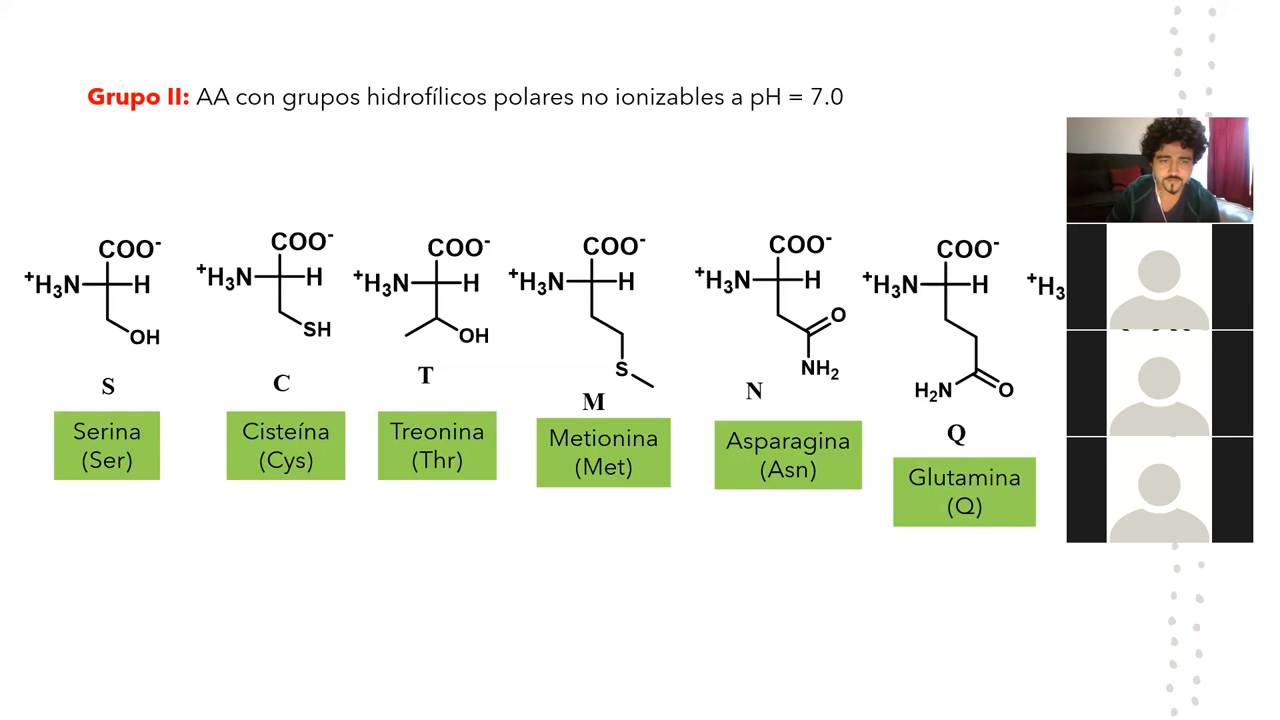 Grupo II: AA con grupos hidrofílicos polares no ionizables a pH = 7.0
COO⁻
⁺H₃N H
OH
S
Serina
(Ser)
COO⁻
⁺H₃N H
SH
C
Cisteína
(Cys)
COO⁻
⁺H₃N H
OH
T
Treonina
(Thr)
COO⁻
⁺H₃N H
S
M
Metionina
(Met)
COO⁻
⁺H₃N H
O
NH₂
N
Asparagina
(Asn)
COO⁻
⁺H₃N H
H₂N O
Q
Glutamina
(Q)
⁺H₃